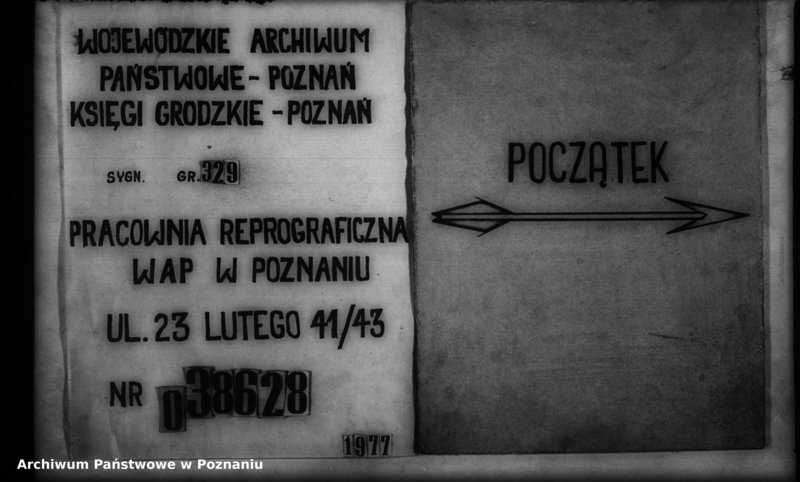 WOJEWÓDZKIE ARCHIWUM
PAŃSTWOWE - POZNAŃ
KSIĘGI GRODZKIE - POZNAŃ
SYGN. GR. 329
PRACOWNIA REPROGRAFICZNA
WAP W POZNANIU
UL. 23 LUTEGO 41/43
NR 038628
1977
POCZĄTEK
Archiwum Państwowe w Poznaniu